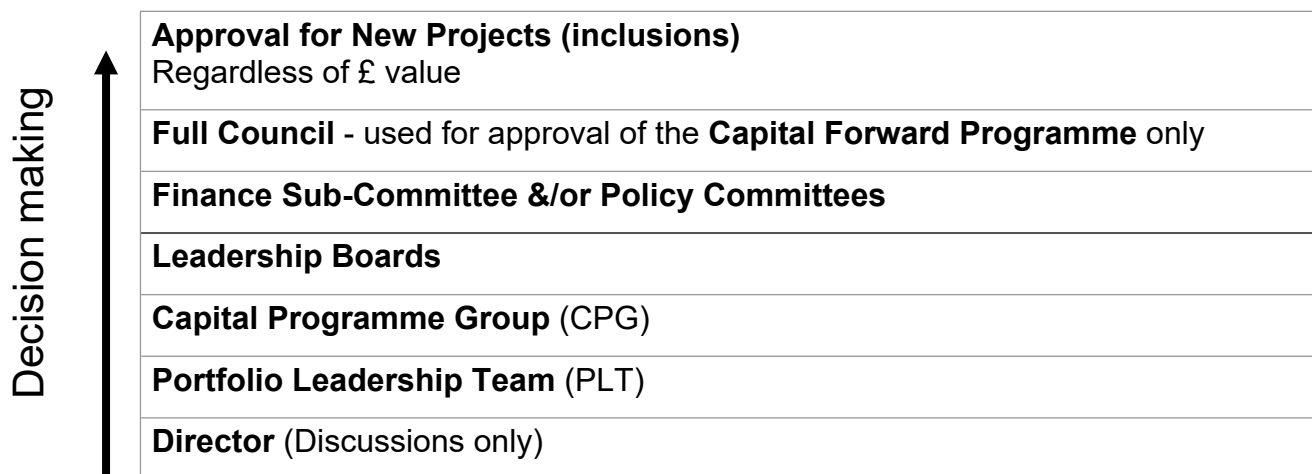 Decision making
Approval for New Projects (inclusions)
Regardless of £ value
Full Council - used for approval of the Capital Forward Programme only
Finance Sub-Committee &/or Policy Committees
Leadership Boards
Capital Programme Group (CPG)
Portfolio Leadership Team (PLT)
Director (Discussions only)